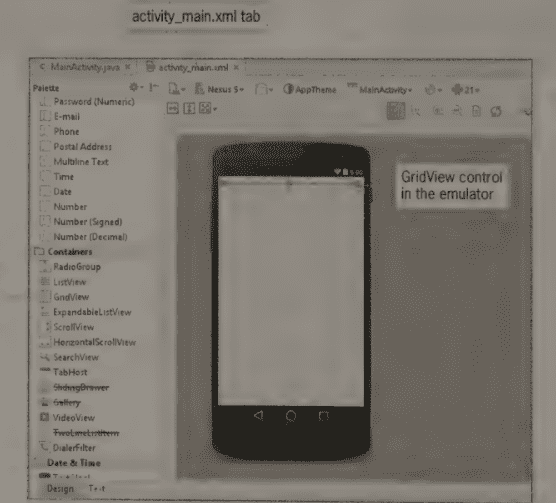 activity_main.xml tab
MainActivity.java × activity_main.xml ×
Palette
Nexus 5 AppTheme MainActivity 21
Password (Numeric)
E-mail
Phone
Postal Address
Multiline Text
Time
Date
Number
Number (Signed)
Number (Decimal)
GridView control
in the emulator
Containers
RadioGroup
ListView
GridView
ExpandableListView
ScrollView
HorizontalScrollView
SearchView
TabHost
SlidingDrawer
Gallery
VideoView
TwoLineListItem
DialerFilter
Date & Time
Design Text